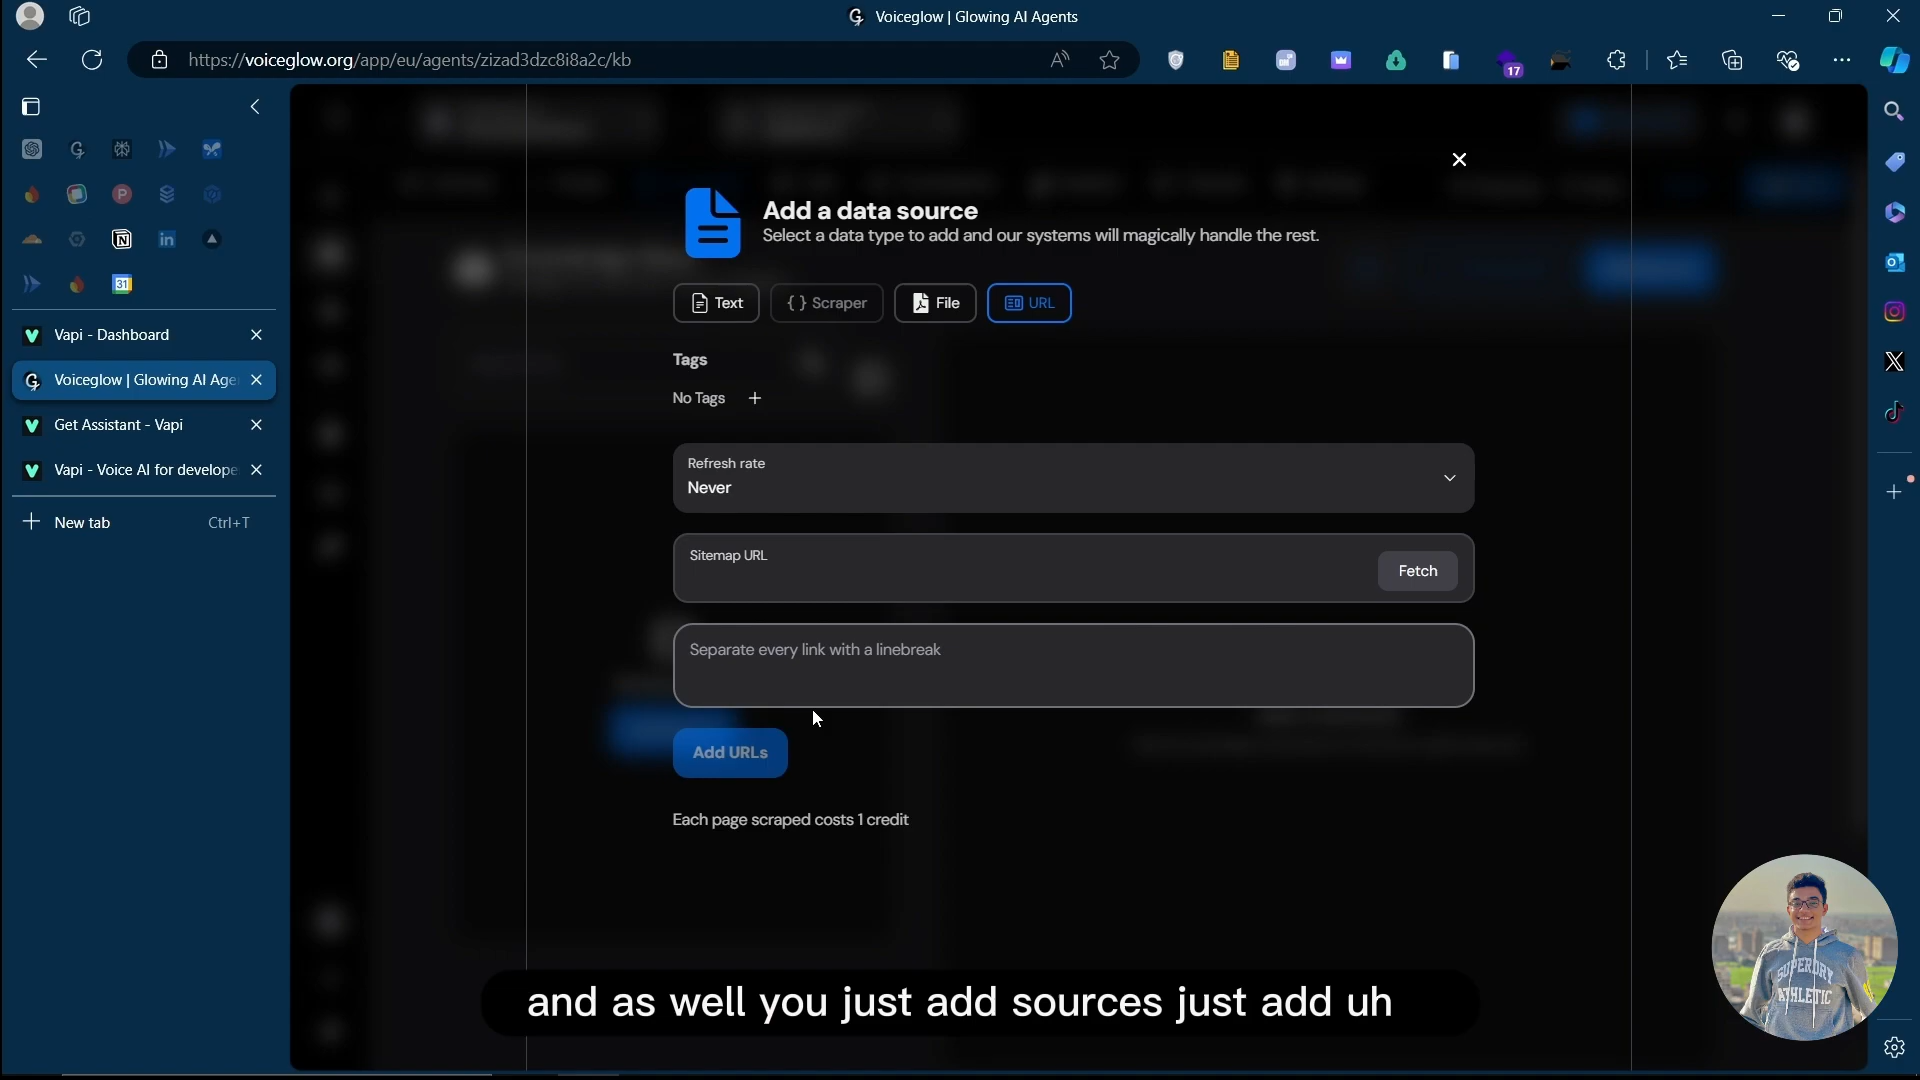 Voiceglow | Glowing AI Agents
https://voiceglow.org/app/eu/agents/zizad3dzc8i8a2c/kb
17
31
Vapi - Dashboard
Voiceglow | Glowing AI Age
Get Assistant - Vapi
Vapi - Voice AI for develope
New tab
Ctrl+T
Add a data source
Select a data type to add and our systems will magically handle the rest.
Text
{ } Scraper
File
URL
Tags
No Tags +
Refresh rate
Never
Sitemap URL
Fetch
Separate every link with a linebreak
Add URLs
Each page scraped costs 1 credit
SUPERDRY
ATHLETIC
and as well you just add sources just add uh